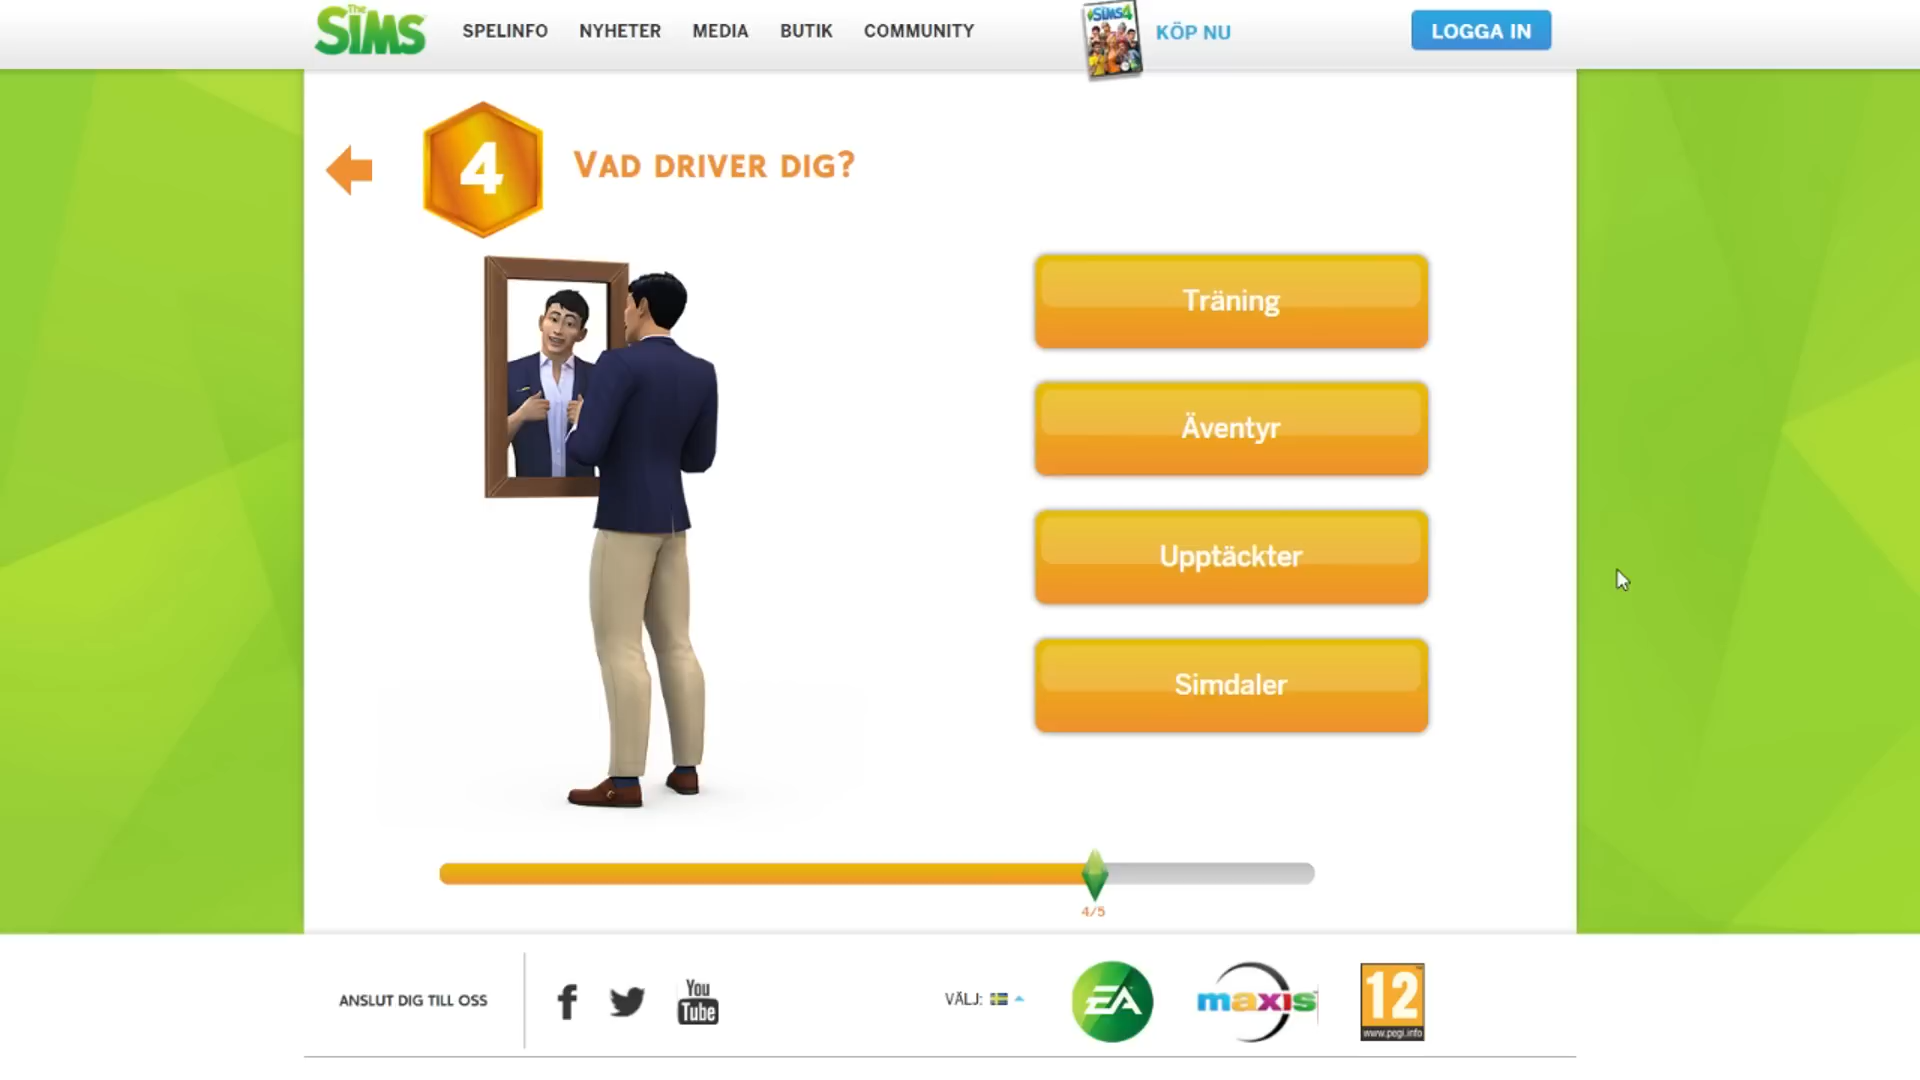 The SIMS
SPELINFO NYHETER MEDIA BUTIK COMMUNITY
SIMS 4
KÖP NU
LOGGA IN
4
VAD DRIVER DIG?
Träning
Äventyr
Upptäckter
Simdaler
4/5
ANSLUT DIG TILL OSS
f
You
Tube
VÄLJ:
EA
maxis
12
www.pegi.info